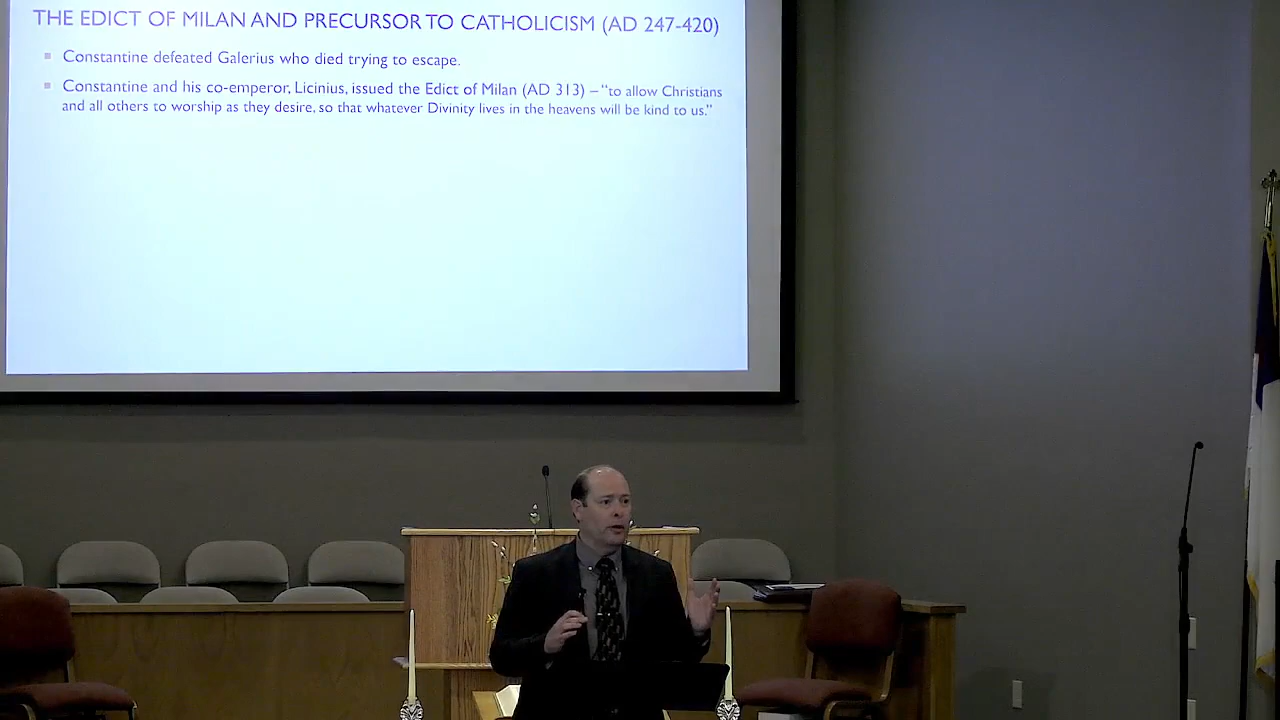 THE EDICT OF MILAN AND PRECURSOR TO CATHOLICISM (AD 247-420)
Constantine defeated Galerius who died trying to escape.
Constantine and his co-emperor, Licinius, issued the Edict of Milan (AD 313) – "to allow Christians
and all others to worship as they desire, so that whatever Divinity lives in the heavens will be kind to us."